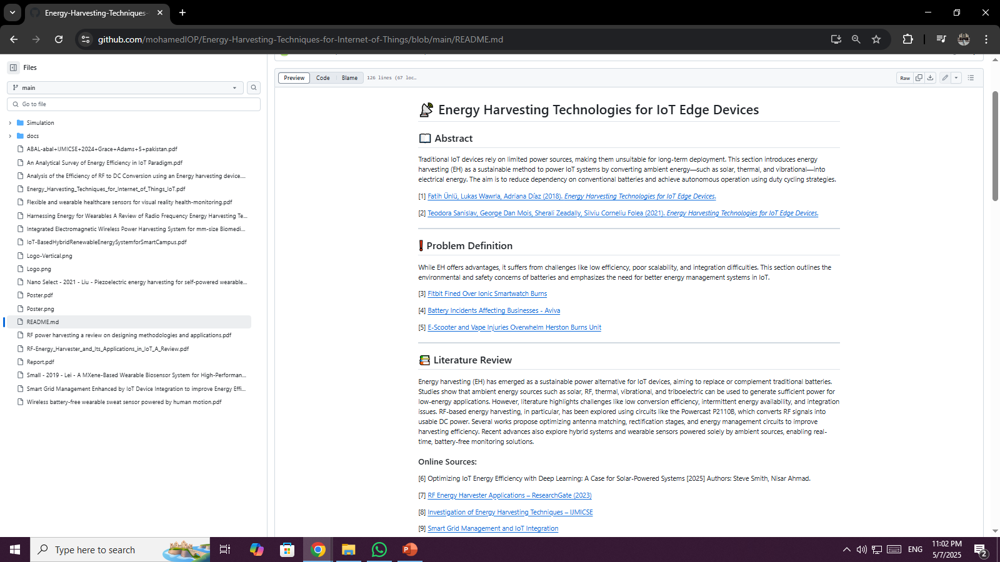 Energy-Harvesting-Techniques-
github.com/mohamedIOP/Energy-Harvesting-Techniques-for-Internet-of-Things/blob/main/README.md
Files
main
Go to file
Simulation
docs
ABAL-abal+IJMICSE+2024+Grace+Adams+5+pakistan.pdf
An Analytical Survey of Energy Efficiency in IoT Paradigm.pdf
Analysis of the Efficiency of RF to DC Conversion using an Energy harvesting device....
Energy_Harvesting_Techniques_for_Internet_of_Things_IoT.pdf
Flexible and wearable healthcare sensors for visual reality health-monitoring.pdf
Harnessing Energy for Wearables A Review of Radio Frequency Energy Harvesting Te...
Integrated Electromagnetic Wireless Power Harvesting System for mm-size Biomedi...
IoT-BasedHybridRenewableEnergySystemforSmartCampus.pdf
Logo-Vertical.png
Logo.png
Nano Select - 2021 - Liu - Piezoelectric energy harvesting for self-powered wearable...
Poster.pdf
Poster.png
README.md
RF power harvesting a review on designing methodologies and applications.pdf
RF-Energy_Harvester_and_Its_Applications_in_IoT_A_Review.pdf
Report.pdf
Small - 2019 - Lei - A MXene-Based Wearable Biosensor System for High-Performan...
Smart Grid Management Enhanced by IoT Device Integration to improve Energy Effi...
Wireless battery-free wearable sweat sensor powered by human motion.pdf
Preview Code Blame 126 lines (67 loc...
Raw
Energy Harvesting Technologies for IoT Edge Devices
Abstract
Traditional IoT devices rely on limited power sources, making them unsuitable for long-term deployment. This section introduces energy
harvesting (EH) as a sustainable method to power IoT systems by converting ambient energy—such as solar, thermal, and vibrational—into
electrical energy. The aim is to reduce dependency on conventional batteries and achieve autonomous operation using duty cycling strategies.
[1] Fatih Ünlü, Lukas Wawrla, Adriana Díaz (2018). Energy Harvesting Technologies for IoT Edge Devices.
[2] Teodora Sanislav, George Dan Mois, Sherali Zeadally, Silviu Corneliu Folea (2021). Energy Harvesting Technologies for IoT Edge Devices.
Problem Definition
While EH offers advantages, it suffers from challenges like low efficiency, poor scalability, and integration difficulties. This section outlines the
environmental and safety concerns of batteries and emphasizes the need for better energy management systems in IoT.
[3] Fitbit Fined Over Ionic Smartwatch Burns
[4] Battery Incidents Affecting Businesses - Aviva
[5] E-Scooter and Vape Injuries Overwhelm Herston Burns Unit
Literature Review
Energy harvesting (EH) has emerged as a sustainable power alternative for IoT devices, aiming to replace or complement traditional batteries.
Studies show that ambient energy sources such as solar, RF, thermal, vibrational, and triboelectric can be used to generate sufficient power for
low-energy applications. However, literature highlights challenges like low conversion efficiency, intermittent energy availability, and integration
issues. RF-based energy harvesting, in particular, has been explored using circuits like the Powercast P2110B, which converts RF signals into
usable DC power. Several works propose optimizing antenna matching, rectification stages, and energy management circuits to improve
harvesting efficiency. Recent advances also explore hybrid systems and wearable sensors powered solely by ambient sources, enabling real-
time, battery-free monitoring solutions.
Online Sources:
[6] Optimizing IoT Energy Efficiency with Deep Learning: A Case for Solar-Powered Systems [2025] Authors: Steve Smith, Nisar Ahmad.
[7] RF Energy Harvester Applications – ResearchGate (2023)
[8] Investigation of Energy Harvesting Techniques – IJMICSE
[9] Smart Grid Management and IoT Integration
Type here to search
ENG
11:02 PM
5/7/2025
2